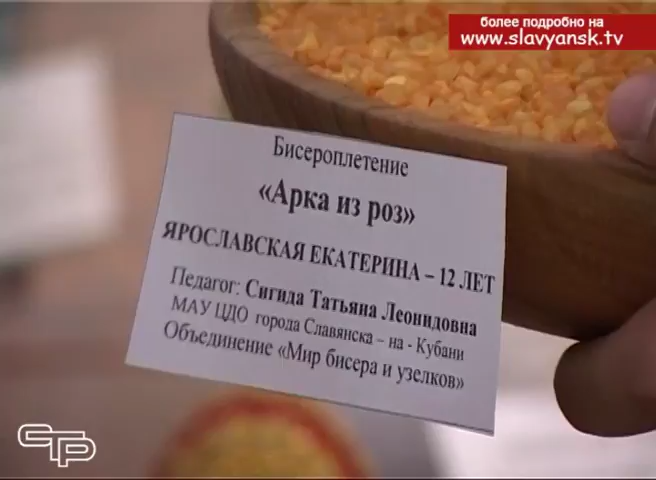 более подробно на
www.slavyansk.tv
Бисероплетение
«Арка из роз»
ЯРОСЛАВСКАЯ ЕКАТЕРИНА – 12 ЛЕТ
Педагог: Сигида Татьяна Леонидовна
МАУ ЦДО города Славянска – на - Кубани
Объединение «Мир бисера и узелков»
СТР